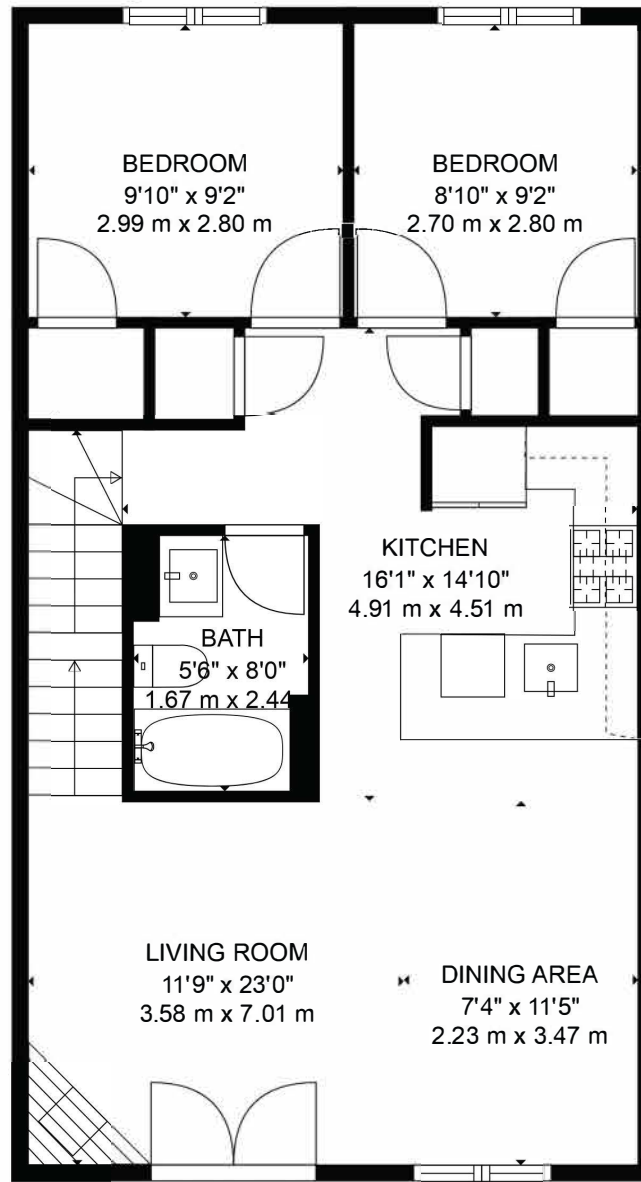 BEDROOM
9'10" x 9'2"
2.99 m x 2.80 m
BEDROOM
8'10" x 9'2"
2.70 m x 2.80 m
KITCHEN
16'1" x 14'10"
4.91 m x 4.51 m
BATH
5'6" x 8'0"
1.67 m x 2.44
LIVING ROOM
11'9" x 23'0"
3.58 m x 7.01 m
DINING AREA
7'4" x 11'5"
2.23 m x 3.47 m